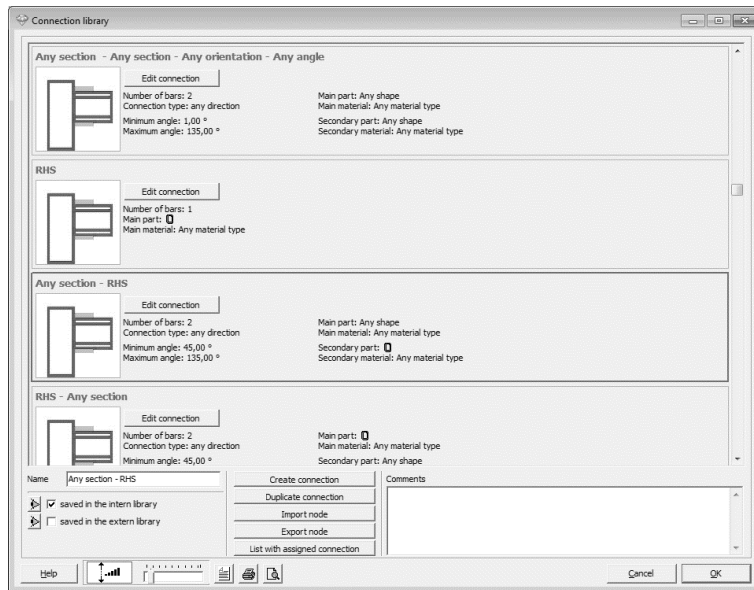 Connection library
Any section - Any section - Any orientation - Any angle
Edit connection
Number of bars: 2
Connection type: any direction
Minimum angle: 1,00 °
Maximum angle: 135,00 °
Main part: Any shape
Main material: Any material type
Secondary part: Any shape
Secondary material: Any material type
RHS
Edit connection
Number of bars: 1
Main part:
Main material: Any material type
Any section - RHS
Edit connection
Number of bars: 2
Connection type: any direction
Minimum angle: 45,00 °
Maximum angle: 135,00 °
Main part: Any shape
Main material: Any material type
Secondary part:
Secondary material: Any material type
RHS - Any section
Edit connection
Number of bars: 2
Connection type: any direction
Minimum angle: 45,00 °
Main part:
Main material: Any material type
Secondary part: Any shape
Name
Any section - RHS
saved in the intern library
saved in the extern library
Create connection
Duplicate connection
Import node
Export node
List with assigned connection
Comments
Help
Cancel
OK